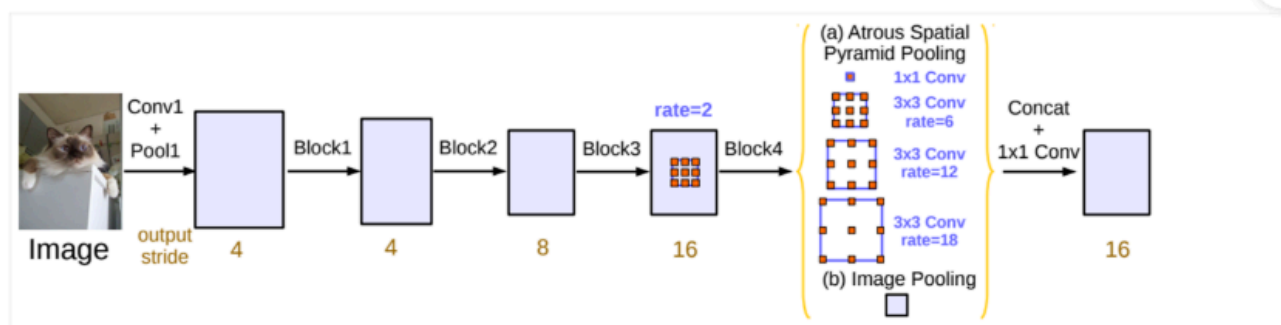 Image
Conv1
+
Pool1
output
stride
4
Block1
4
Block2
8
Block3
rate=2
16
Block4
(a) Atrous Spatial
Pyramid Pooling
1x1 Conv
3x3 Conv
rate=6
3x3 Conv
rate=12
3x3 Conv
rate=18
(b) Image Pooling
Concat
+
1x1 Conv
16